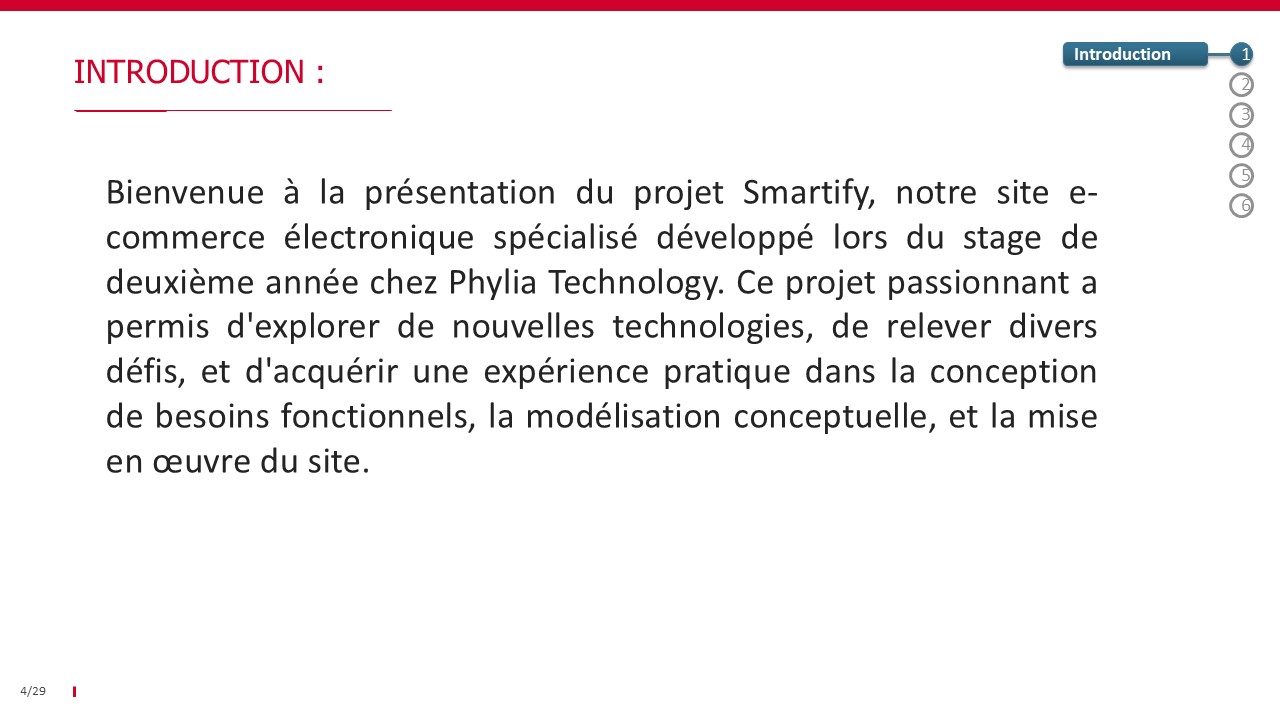 INTRODUCTION :
Introduction 1
2
3
4
5
6
Bienvenue à la présentation du projet Smartify, notre site e-
commerce électronique spécialisé développé lors du stage de
deuxième année chez Phylia Technology. Ce projet passionnant a
permis d'explorer de nouvelles technologies, de relever divers
défis, et d'acquérir une expérience pratique dans la conception
de besoins fonctionnels, la modélisation conceptuelle, et la mise
en œuvre du site.
4/29